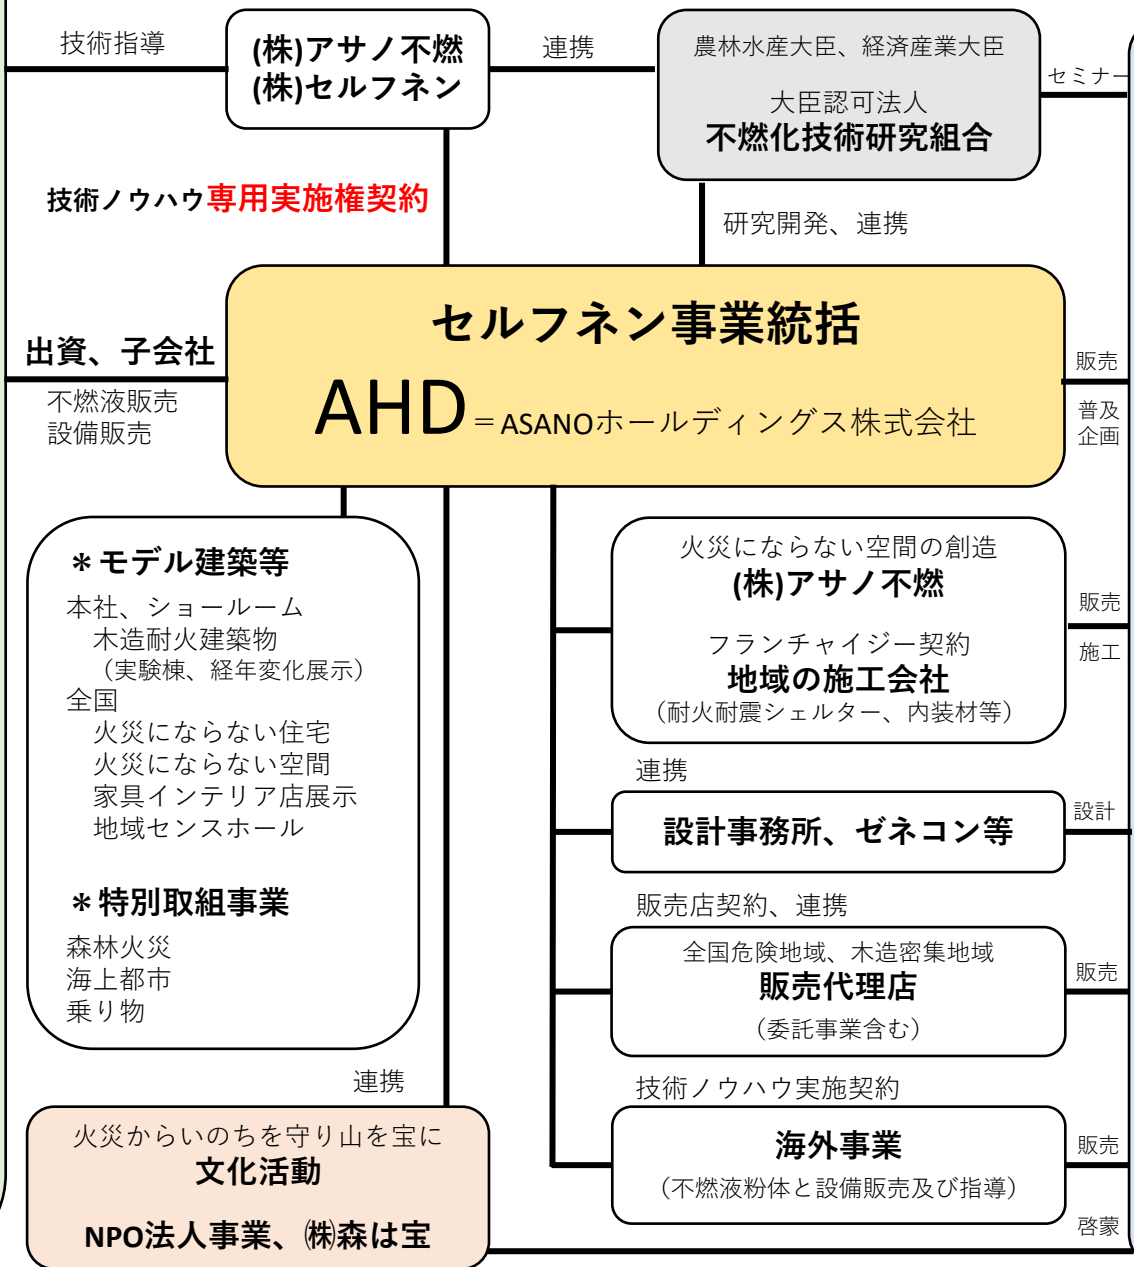 技術指導
(株)アサノ不燃
(株)セルフネン
連携
農林水産大臣、経済産業大臣
大臣認可法人
不燃化技術研究組合
セミナー
技術ノウハウ専用実施権契約
研究開発、連携
出資、子会社
不燃液販売
設備販売
セルフネン事業統括
AHD＝ASANOホールディングス株式会社
販売
普及
企画
＊モデル建築等
本社、ショールーム
木造耐火建築物
（実験棟、経年変化展示）
全国
火災にならない住宅
火災にならない空間
家具インテリア店展示
地域センスホール
＊特別取組事業
森林火災
海上都市
乗り物
火災にならない空間の創造
(株)アサノ不燃
フランチャイジー契約
地域の施工会社
（耐火耐震シェルター、内装材等）
販売
施工
連携
設計事務所、ゼネコン等
設計
販売店契約、連携
全国危険地域、木造密集地域
販売代理店
（委託事業含む）
販売
技術ノウハウ実施契約
海外事業
（不燃液粉体と設備販売及び指導）
販売
連携
火災からいのちを守り山を宝に
文化活動
NPO法人事業、㈱森は宝
啓蒙